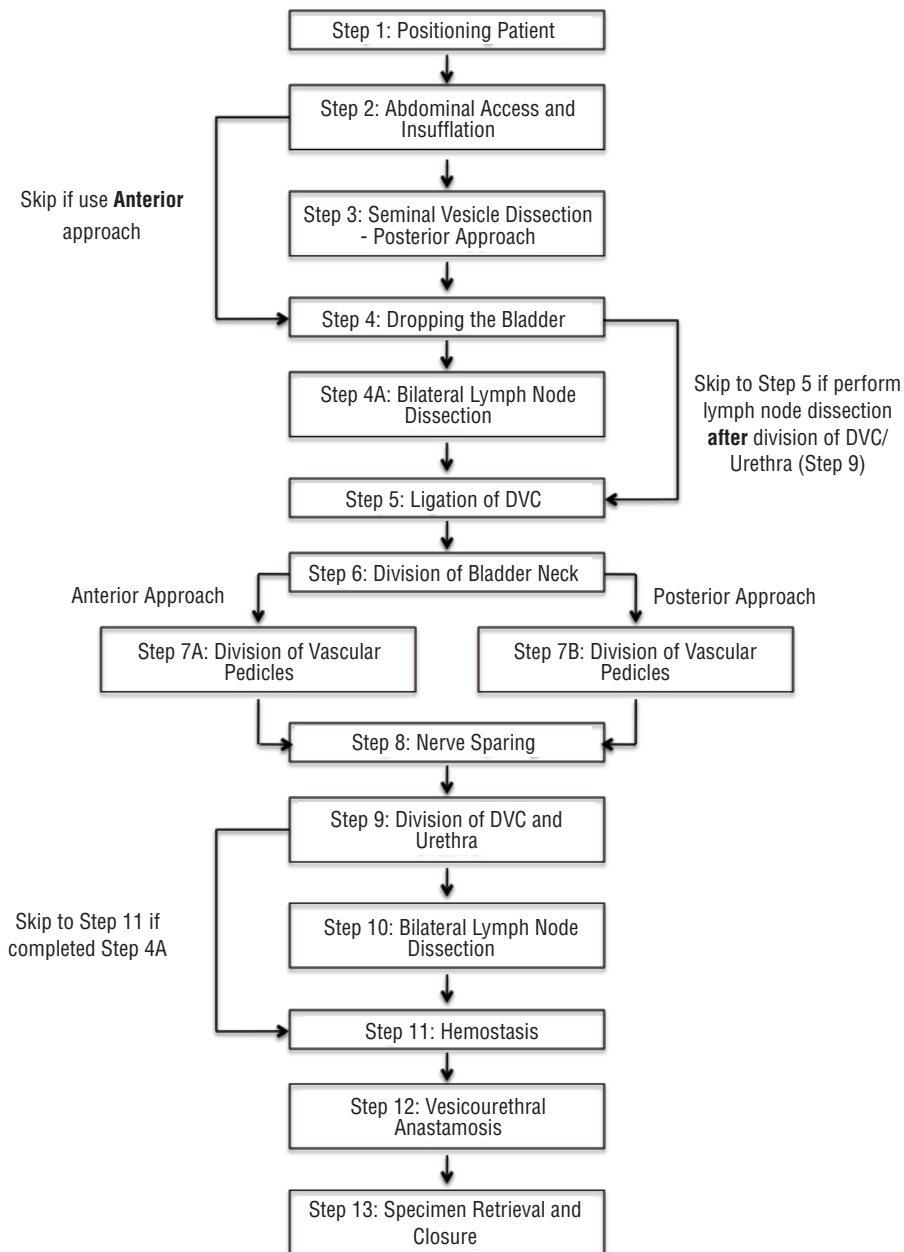 Step 1: Positioning Patient
Step 2: Abdominal Access and
Insufflation
Skip if use Anterior
approach
Step 3: Seminal Vesicle Dissection
- Posterior Approach
Step 4: Dropping the Bladder
Step 4A: Bilateral Lymph Node
Dissection
Skip to Step 5 if perform
lymph node dissection
after division of DVC/
Urethra (Step 9)
Step 5: Ligation of DVC
Step 6: Division of Bladder Neck
Anterior Approach
Posterior Approach
Step 7A: Division of Vascular
Pedicles
Step 7B: Division of Vascular
Pedicles
Step 8: Nerve Sparing
Step 9: Division of DVC and
Urethra
Skip to Step 11 if
completed Step 4A
Step 10: Bilateral Lymph Node
Dissection
Step 11: Hemostasis
Step 12: Vesicourethral
Anastamosis
Step 13: Specimen Retrieval and
Closure